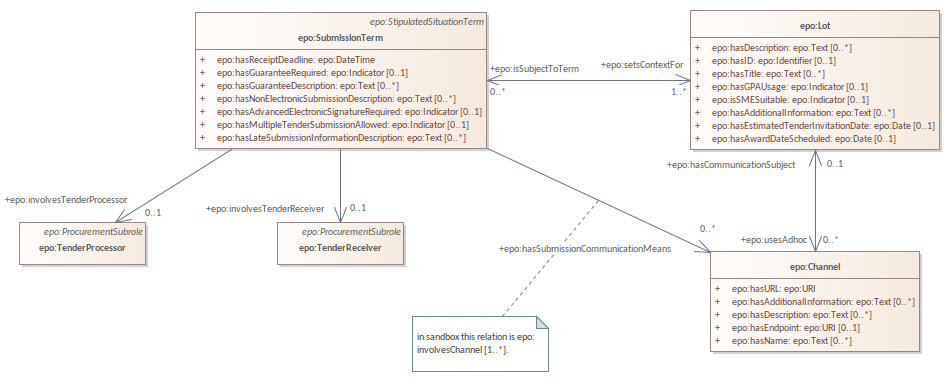 epo:StipulatedSituationTerm
epo:SubmissionTerm
+ epo:hasReceiptDeadline: epo:DateTime
+ epo:hasGuaranteeRequired: epo:Indicator [0..1]
+ epo:hasGuaranteeDescription: epo:Text [0..*]
+ epo:hasNonElectronicSubmissionDescription: epo:Text [0..*]
+ epo:hasAdvancedElectronicSignatureRequired: epo:Indicator [0..1]
+ epo:hasMultipleTenderSubmissionAllowed: epo:Indicator [0..1]
+ epo:hasLateSubmissionInformationDescription: epo:Text [0..*]
+epo:isSubjectToTerm
0..*
+epo:setsContextFor
1..*
epo:Lot
+ epo:hasDescription: epo:Text [0..*]
+ epo:hasID: epo:Identifier [0..1]
+ epo:hasTitle: epo:Text [0..*]
+ epo:hasGPAUsage: epo:Indicator [0..1]
+ epo:isSMESuitable: epo:Indicator [0..1]
+ epo:hasAdditionalInformation: epo:Text [0..*]
+ epo:hasEstimatedTenderInvitationDate: epo:Date [0..1]
+ epo:hasAwardDateScheduled: epo:Date [0..1]
+epo:hasCommunicationSubject
0..1
+epo:involvesTenderProcessor
0..1
+epo:involvesTenderReceiver
0..1
epo:ProcurementSubrole
epo:TenderProcessor
epo:ProcurementSubrole
epo:TenderReceiver
0..*
+epo:hasSubmissionCommunicationMeans
+epo:usesAdhoc
0..*
epo:Channel
+ epo:hasURL: epo:URI
+ epo:hasAdditionalInformation: epo:Text [0..*]
+ epo:hasDescription: epo:Text [0..*]
+ epo:hasEndpoint: epo:URI [0..1]
+ epo:hasName: epo:Text [0..*]
in sandbox this relation is epo:
involvesChannel [1..*].